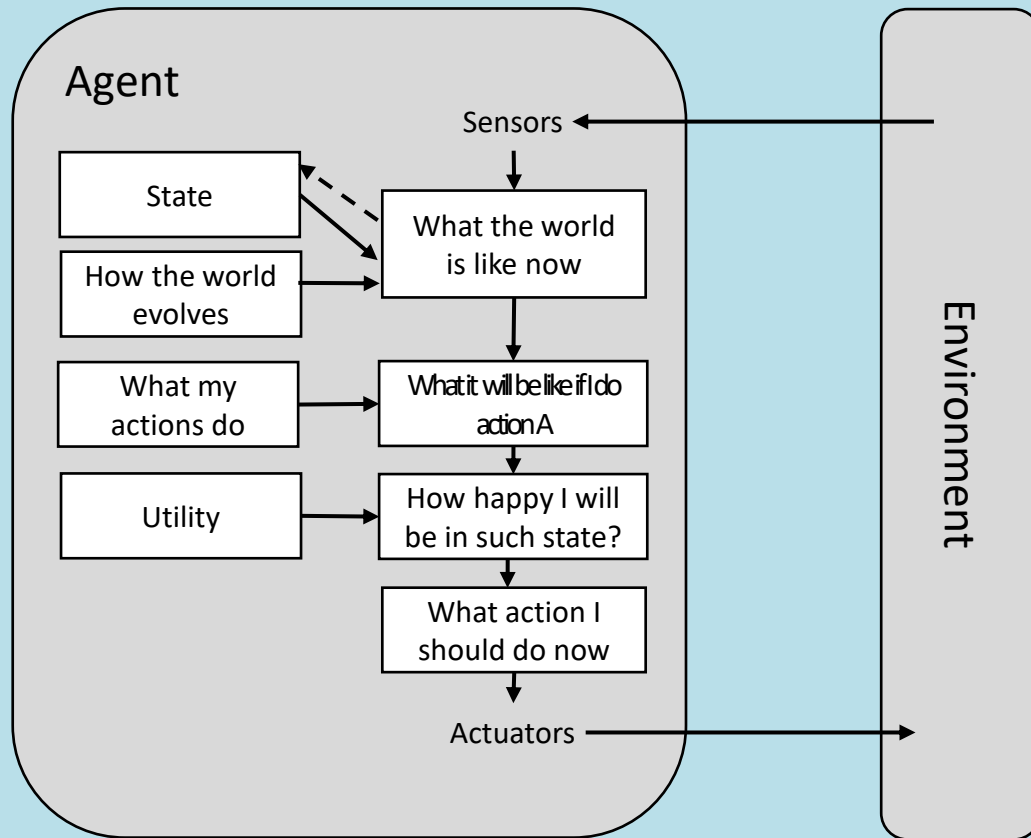 Agent
Sensors
State
What the world
is like now
How the world
evolves
What my
actions do
What it will be like if I do
action A
Utility
How happy I will
be in such state?
What action I
should do now
Actuators
Environment